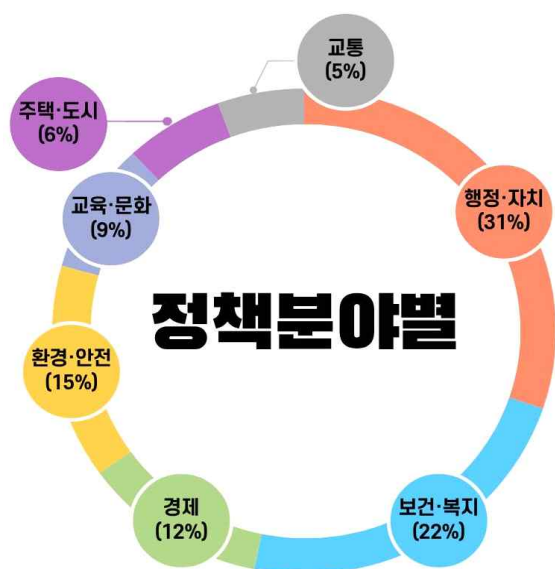 교통
(5%)
주택·도시
(6%)
교육·문화
(9%)
행정·자치
(31%)
정책분야별
환경·안전
(15%)
경제
(12%)
보건·복지
(22%)